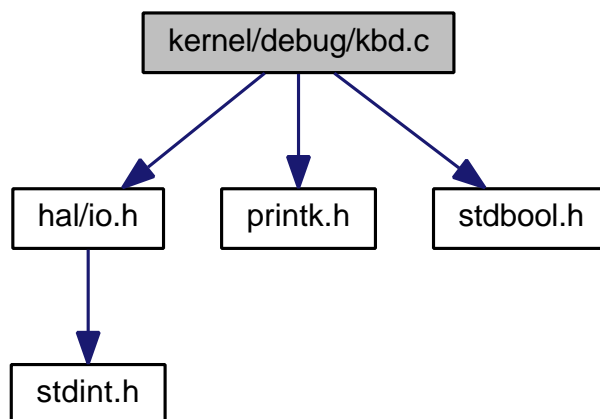 kernel/debug/kbd.c
hal/io.h
printk.h
stdbool.h
stdint.h